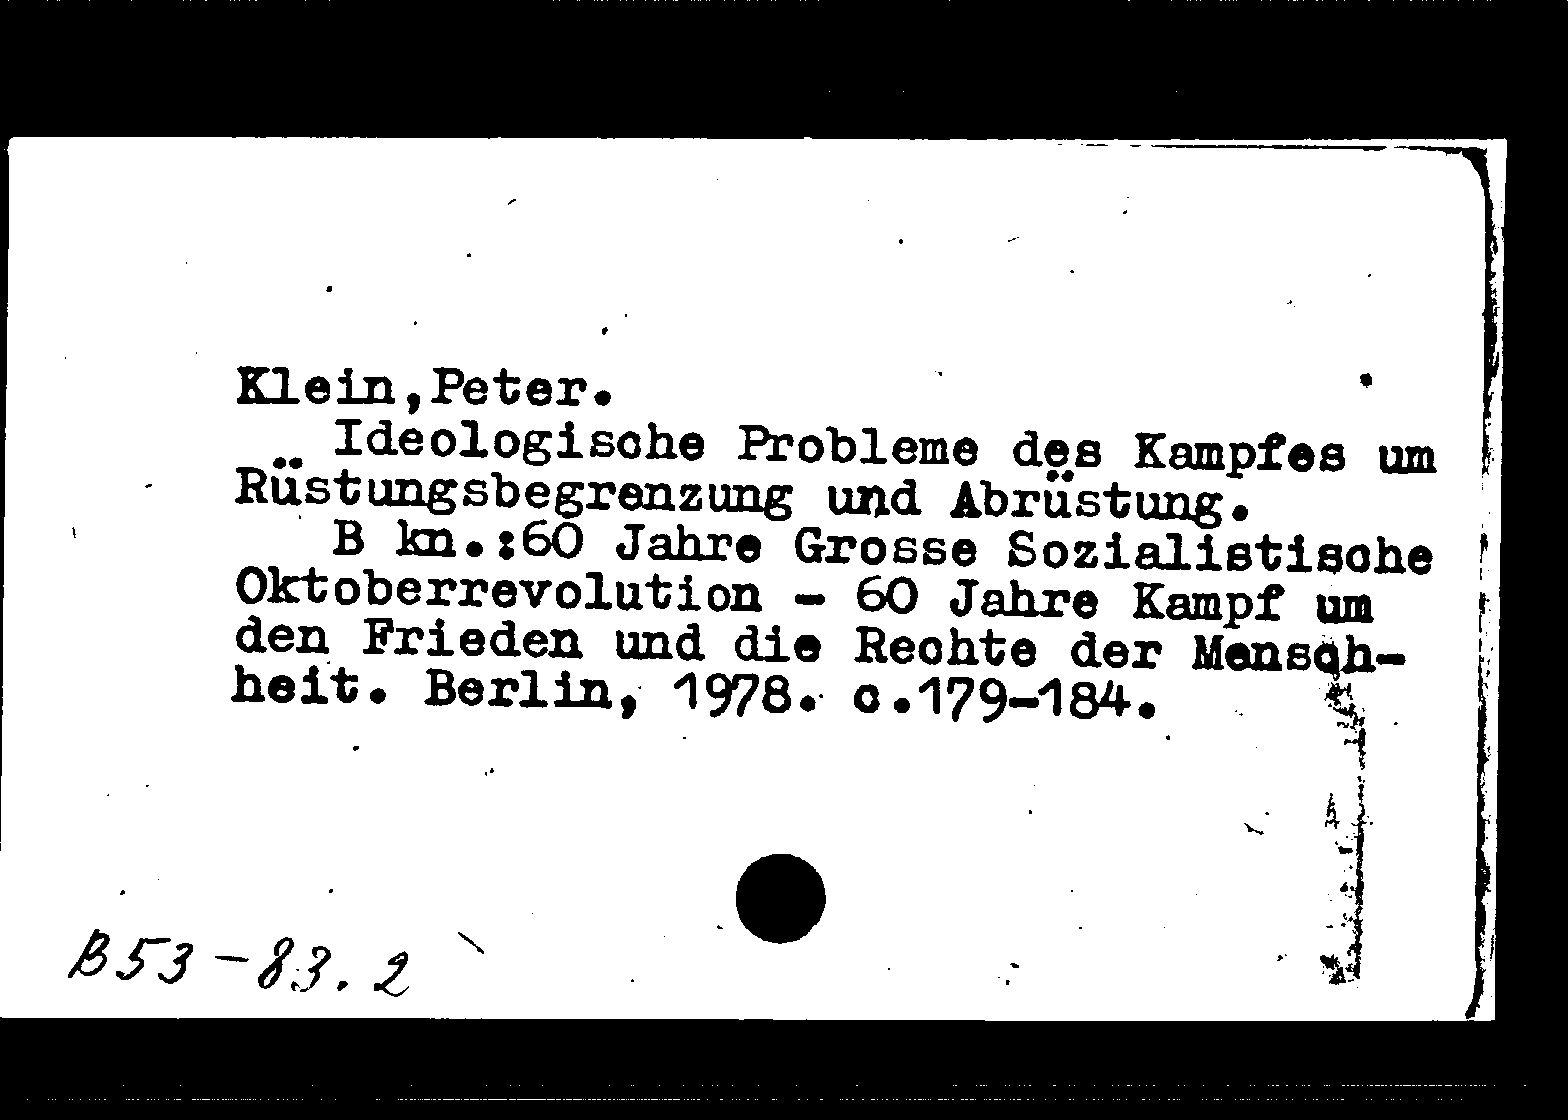 Klein,Peter.
Ideologische Probleme des Kampfes um
Rüstungsbegrenzung und Abrüstung.
В кн.:60 Jahre Grosse Sozialistische
Oktoberrevolution – 60 Jahre Kampf um
den Frieden und die Rechte der Mensch-
heit. Berlin, 1978. с.179–184.
B53–83.2